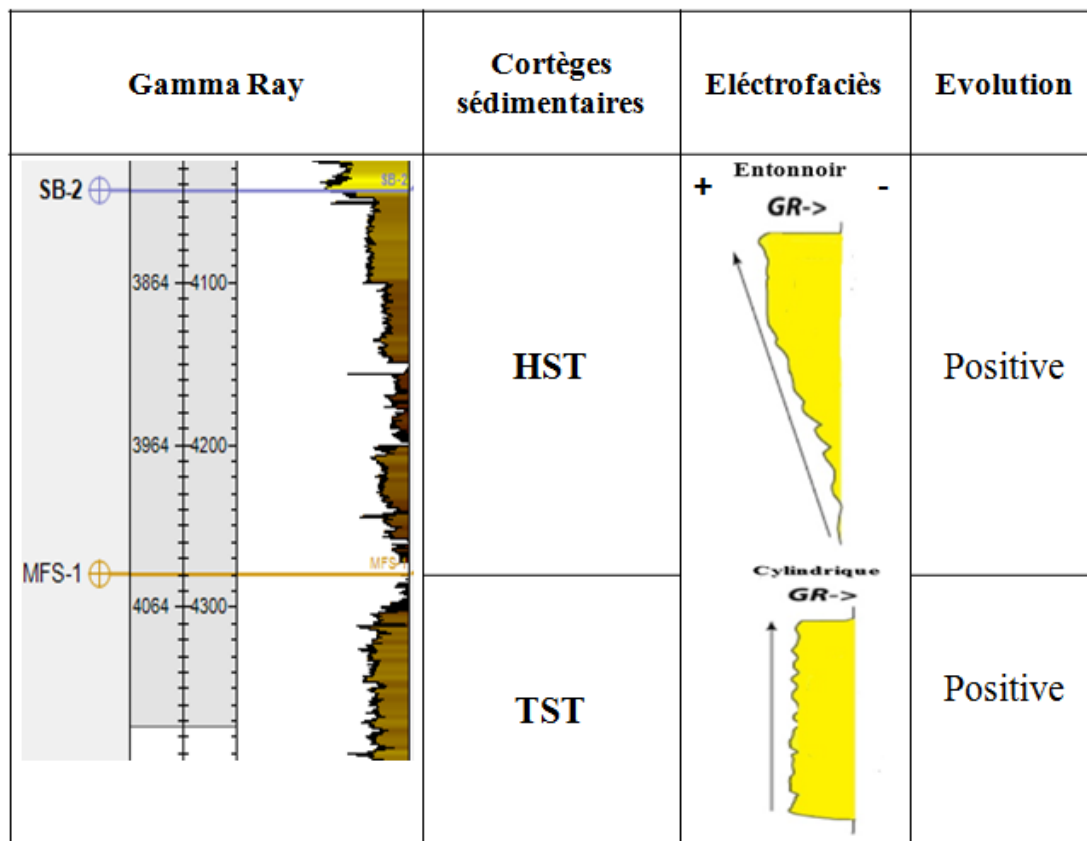 Gamma Ray
Cortèges
sédimentaires
Eléctrofaciès
Evolution
SB-2
SB-2
3864
4100
3964
4200
MFS-1
MFS-1
4064
4300
HST
Entonnoir
+
-
GR->
Positive
TST
Cylindrique
GR->
Positive